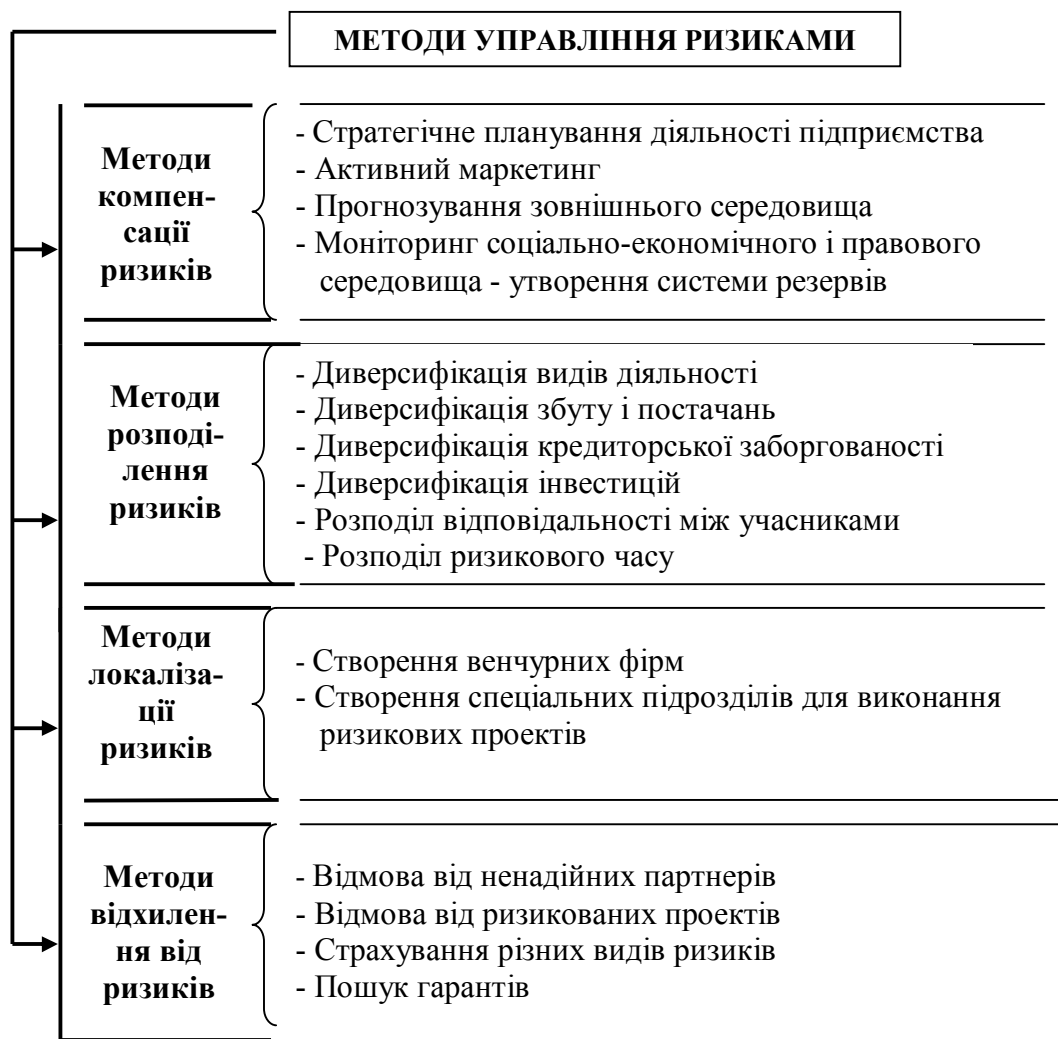 МЕТОДИ УПРАВЛІННЯ РИЗИКАМИ
Методи
компен-
сації
ризиків
- Стратегічне планування діяльності підприємства
- Активний маркетинг
- Прогнозування зовнішнього середовища
- Моніторинг соціально-економічного і правового
середовища - утворення системи резервів
Методи
розподі-
лення
ризиків
- Диверсифікація видів діяльності
- Диверсифікація збуту і постачань
- Диверсифікація кредиторської заборгованості
- Диверсифікація інвестицій
- Розподіл відповідальності між учасниками
- Розподіл ризикового часу
Методи
локаліза-
ції
ризиків
- Створення венчурних фірм
- Створення спеціальних підрозділів для виконання
ризикових проектів
Методи
відхилен-
ня від
ризиків
- Відмова від ненадійних партнерів
- Відмова від ризикованих проектів
- Страхування різних видів ризиків
- Пошук гарантів